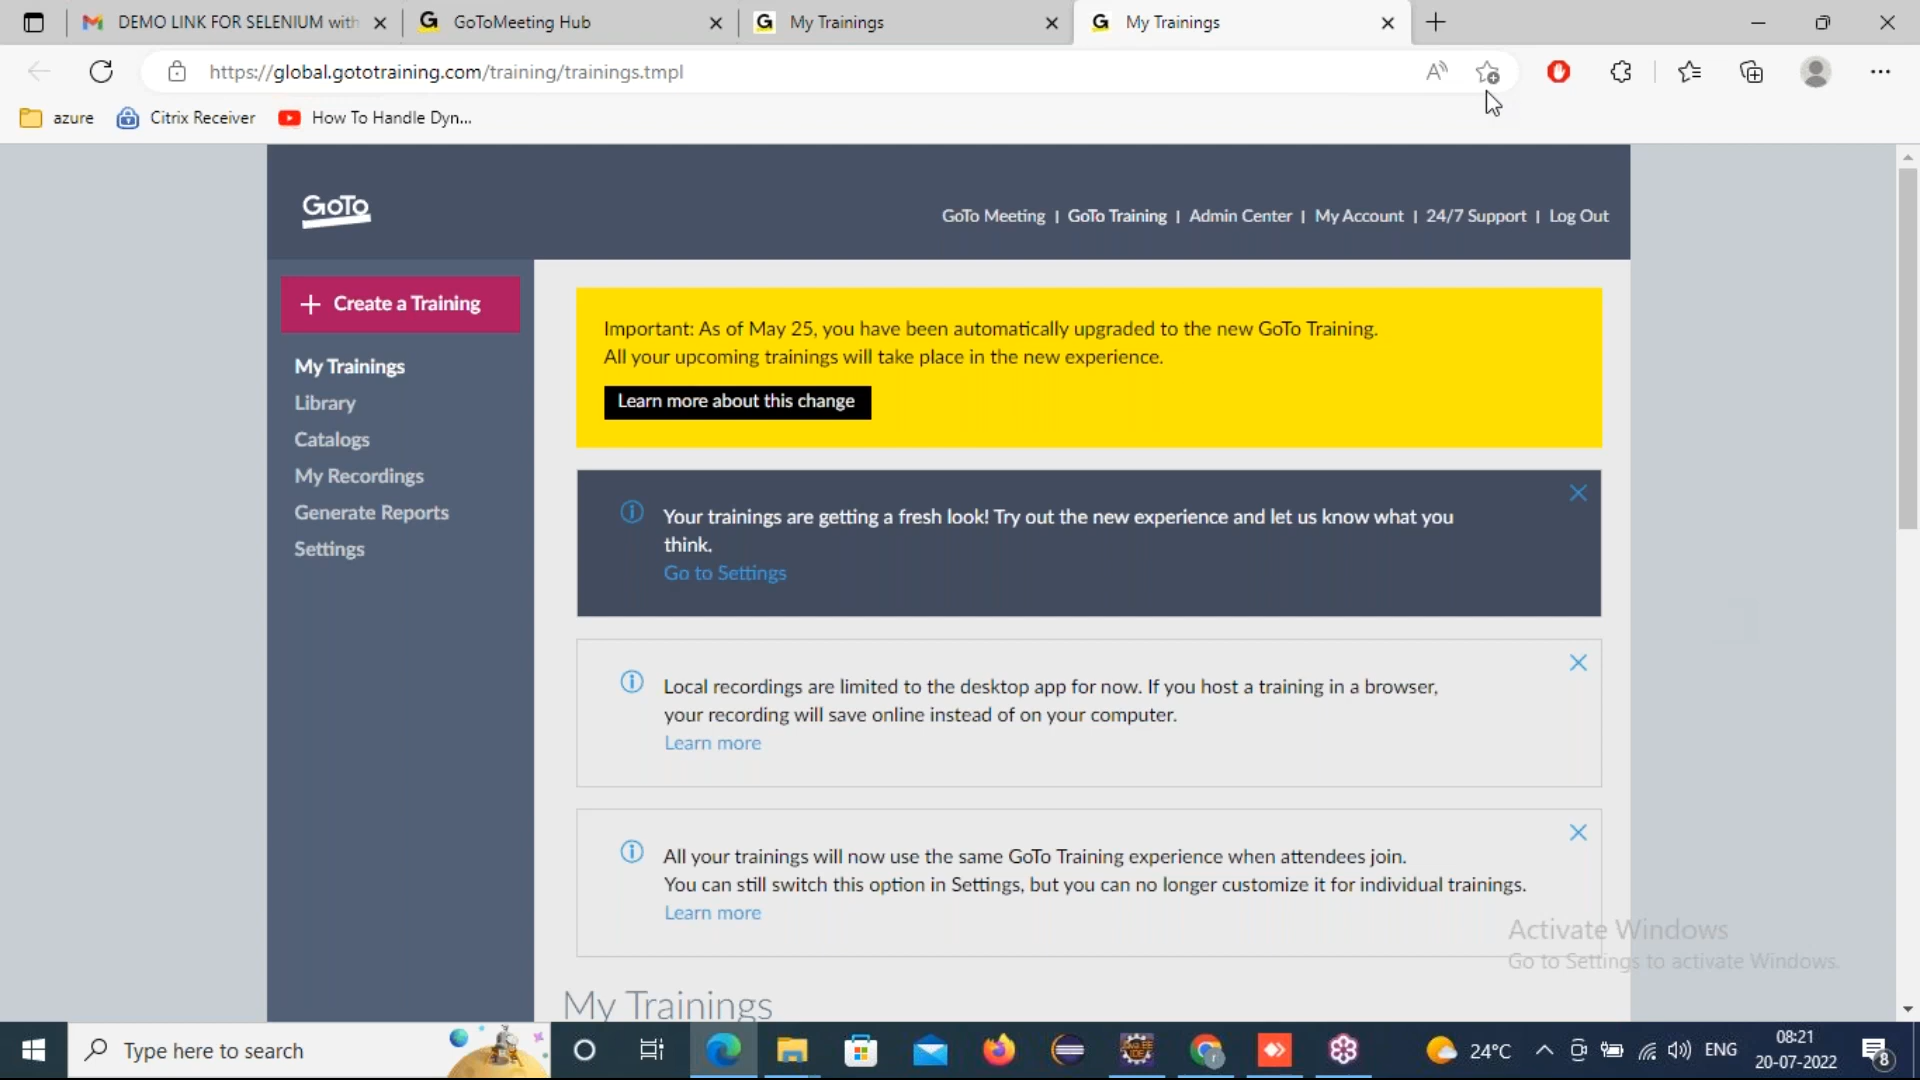 DEMO LINK FOR SELENIUM with
GoToMeeting Hub
My Trainings
My Trainings
https://global.gototraining.com/training/trainings.tmpl
azure
Citrix Receiver
How To Handle Dyn...
GoTo
GoTo Meeting | GoTo Training | Admin Center | My Account | 24/7 Support | Log Out
+ Create a Training
My Trainings
Library
Catalogs
My Recordings
Generate Reports
Settings
Important: As of May 25, you have been automatically upgraded to the new GoTo Training.
All your upcoming trainings will take place in the new experience.
Learn more about this change
Your trainings are getting a fresh look! Try out the new experience and let us know what you
think.
Go to Settings
Local recordings are limited to the desktop app for now. If you host a training in a browser,
your recording will save online instead of on your computer.
Learn more
All your trainings will now use the same GoTo Training experience when attendees join.
You can still switch this option in Settings, but you can no longer customize it for individual trainings.
Learn more
Activate Windows
Go to Settings to activate Windows.
My Trainings
Type here to search
24°C
ENG
08:21
20-07-2022
8